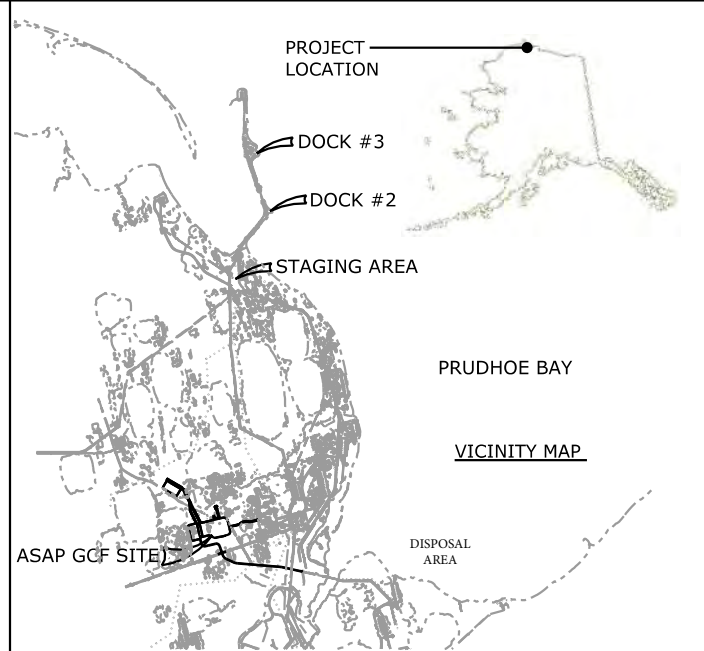 PROJECT
LOCATION
DOCK #3
DOCK #2
STAGING AREA
PRUDHOE BAY
VICINITY MAP
DISPOSAL
AREA
ASAP GCF SITE